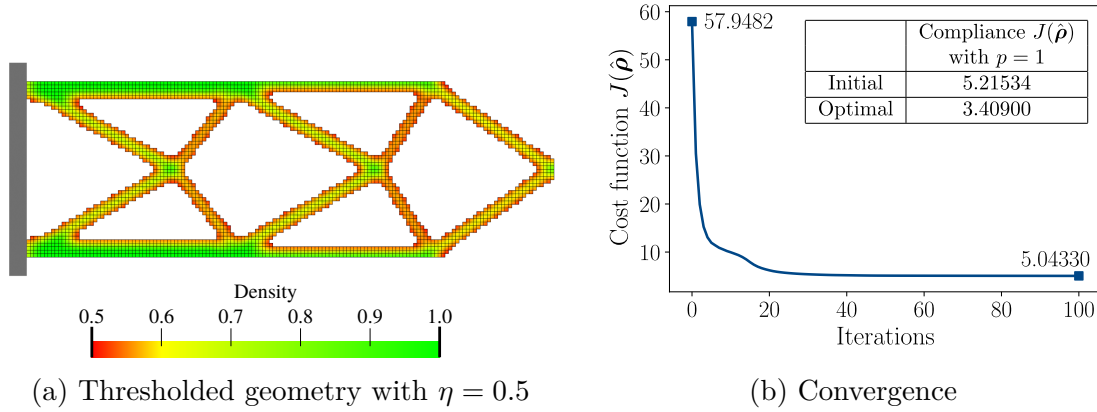 Density
0.5 0.6 0.7 0.8 0.9 1.0
(a) Thresholded geometry with η = 0.5
60
50
40
30
20
10
Cost function J(ρ̂)
57.9482
Compliance J(ρ̂)
with p = 1
Initial 5.21534
Optimal 3.40900
5.04330
0 20 40 60 80 100
Iterations
(b) Convergence